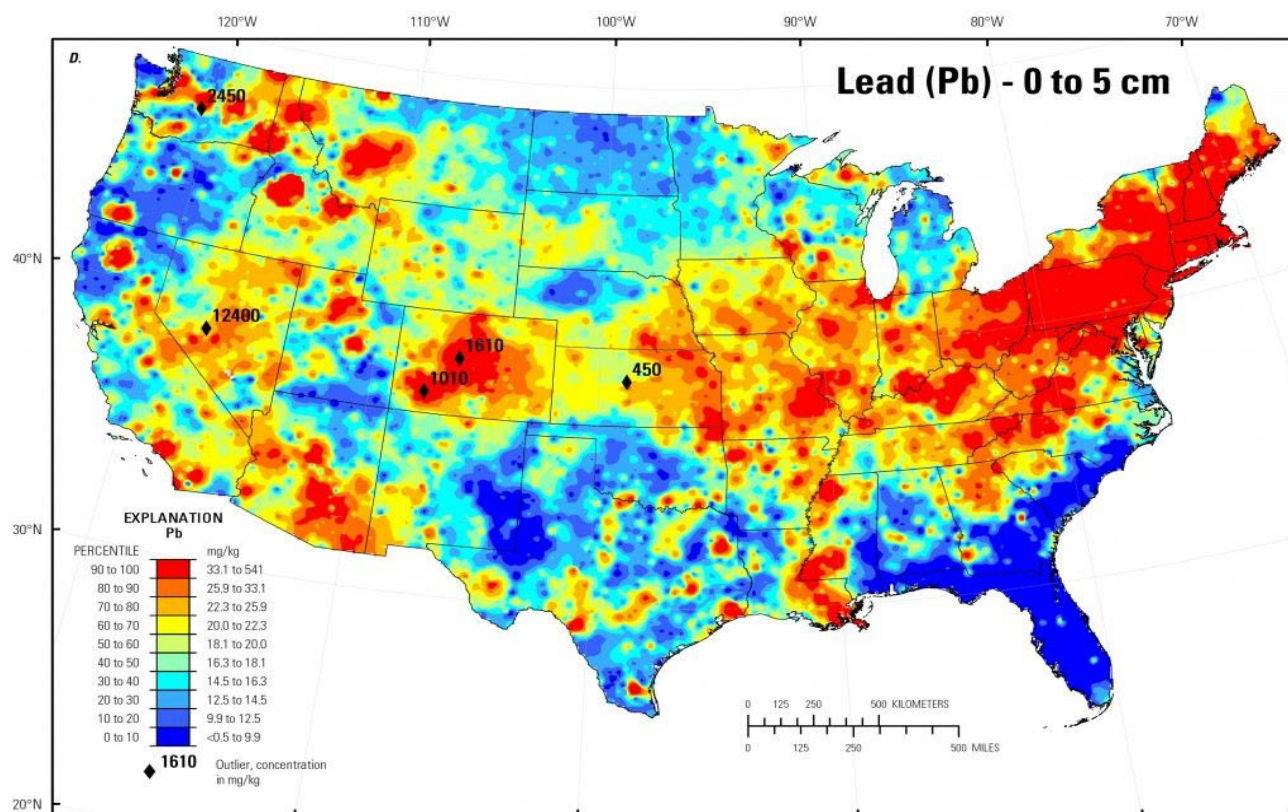 120°W 110°W 100°W 90°W 80°W 70°W
D.
Lead (Pb) - 0 to 5 cm
2450
40°N
12400
1610
1010
450
30°N
EXPLANATION
Pb
PERCENTILE mg/kg
90 to 100 33.1 to 541
80 to 90 25.9 to 33.1
70 to 80 22.3 to 25.9
60 to 70 20.0 to 22.3
50 to 60 18.1 to 20.0
40 to 50 16.3 to 18.1
30 to 40 14.5 to 16.3
20 to 30 12.5 to 14.5
10 to 20 9.9 to 12.5
0 to 10 <0.5 to 9.9
1610 Outlier, concentration
in mg/kg
0 125 250 500 KILOMETERS
0 125 250 500 MILES
20°N